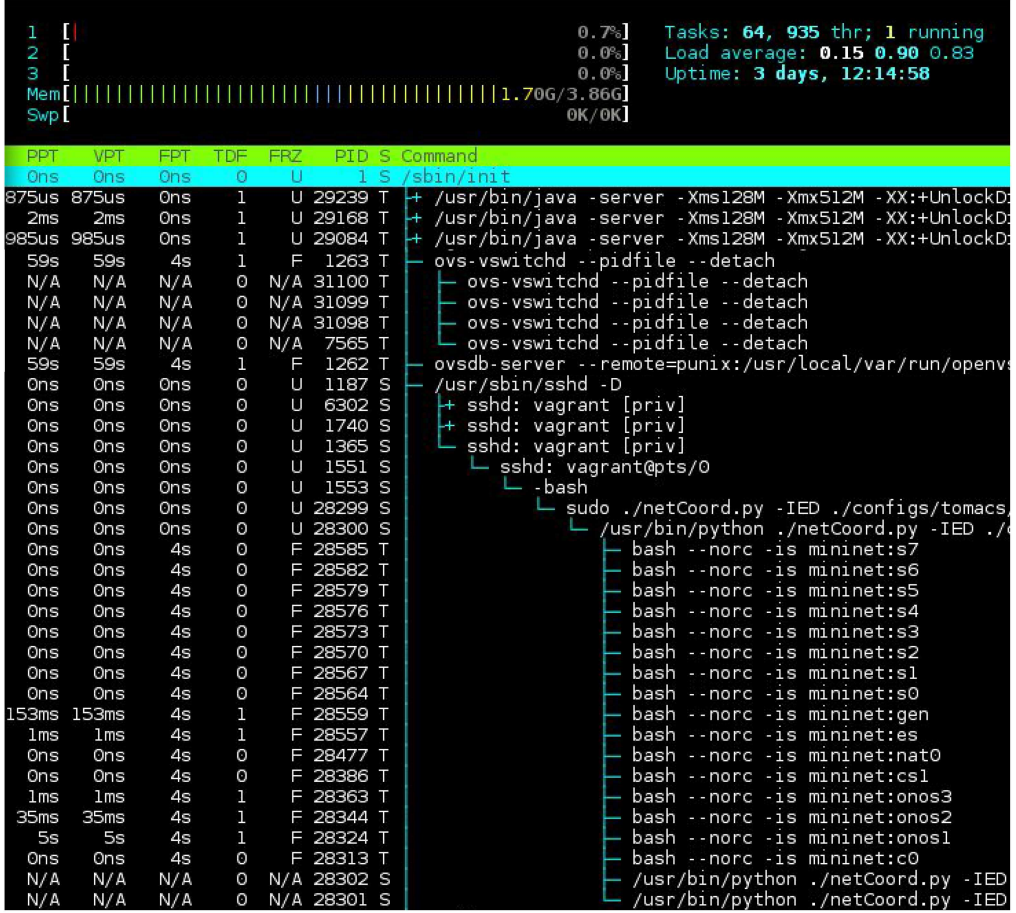 1 [| 0.7%] Tasks: 64, 935 thr; 1 running
2 [ 0.0%] Load average: 0.15 0.90 0.83
3 [ 0.0%] Uptime: 3 days, 12:14:58
Mem[||||||||||||||||||||||||||||||||||||||||1.70G/3.86G]
Swp[ 0K/0K]
PPT VPT FPT TDF FRZ PID S Command
0ns 0ns 0ns 0 U 1 S /sbin/init
875us 875us 0ns 1 U 29239 T ├+ /usr/bin/java -server -Xms128M -Xmx512M -XX:+UnlockDi
2ms 2ms 0ns 1 U 29168 T ├+ /usr/bin/java -server -Xms128M -Xmx512M -XX:+UnlockDi
985us 985us 0ns 1 U 29084 T ├+ /usr/bin/java -server -Xms128M -Xmx512M -XX:+UnlockDi
59s 59s 4s 1 F 1263 T ├─ ovs-vswitchd --pidfile --detach
N/A N/A N/A 0 N/A 31100 T │ ├─ ovs-vswitchd --pidfile --detach
N/A N/A N/A 0 N/A 31099 T │ ├─ ovs-vswitchd --pidfile --detach
N/A N/A N/A 0 N/A 31098 T │ ├─ ovs-vswitchd --pidfile --detach
N/A N/A N/A 0 N/A 7565 T │ └─ ovs-vswitchd --pidfile --detach
59s 59s 4s 1 F 1262 T ├─ ovsdb-server --remote=punix:/usr/local/var/run/openvs
0ns 0ns 0ns 0 U 1187 S ├─ /usr/sbin/sshd -D
0ns 0ns 0ns 0 U 6302 S │ ├+ sshd: vagrant [priv]
0ns 0ns 0ns 0 U 1740 S │ ├+ sshd: vagrant [priv]
0ns 0ns 0ns 0 U 1365 S │ └─ sshd: vagrant [priv]
0ns 0ns 0ns 0 U 1551 S │ └─ sshd: vagrant@pts/0
0ns 0ns 0ns 0 U 1553 S │ └─ -bash
0ns 0ns 0ns 0 U 28299 S │ └─ sudo ./netCoord.py -IED ./configs/tomacs/
0ns 0ns 0ns 0 U 28300 S │ └─ /usr/bin/python ./netCoord.py -IED ./c
0ns 0ns 4s 0 F 28585 T │ ├─ bash --norc -is mininet:s7
0ns 0ns 4s 0 F 28582 T │ ├─ bash --norc -is mininet:s6
0ns 0ns 4s 0 F 28579 T │ ├─ bash --norc -is mininet:s5
0ns 0ns 4s 0 F 28576 T │ ├─ bash --norc -is mininet:s4
0ns 0ns 4s 0 F 28573 T │ ├─ bash --norc -is mininet:s3
0ns 0ns 4s 0 F 28570 T │ ├─ bash --norc -is mininet:s2
0ns 0ns 4s 0 F 28567 T │ ├─ bash --norc -is mininet:s1
0ns 0ns 4s 0 F 28564 T │ ├─ bash --norc -is mininet:s0
153ms 153ms 4s 1 F 28559 T │ ├─ bash --norc -is mininet:gen
1ms 1ms 4s 1 F 28557 T │ ├─ bash --norc -is mininet:es
0ns 0ns 4s 0 F 28477 T │ ├─ bash --norc -is mininet:nat0
0ns 0ns 4s 0 F 28386 T │ ├─ bash --norc -is mininet:cs1
1ms 1ms 4s 1 F 28363 T │ ├─ bash --norc -is mininet:onos3
35ms 35ms 4s 1 F 28344 T │ ├─ bash --norc -is mininet:onos2
5s 5s 4s 1 F 28324 T │ ├─ bash --norc -is mininet:onos1
0ns 0ns 4s 0 F 28313 T │ ├─ bash --norc -is mininet:c0
N/A N/A N/A 0 N/A 28302 S │ ├─ /usr/bin/python ./netCoord.py -IED
N/A N/A N/A 0 N/A 28301 S │ └─ /usr/bin/python ./netCoord.py -IED